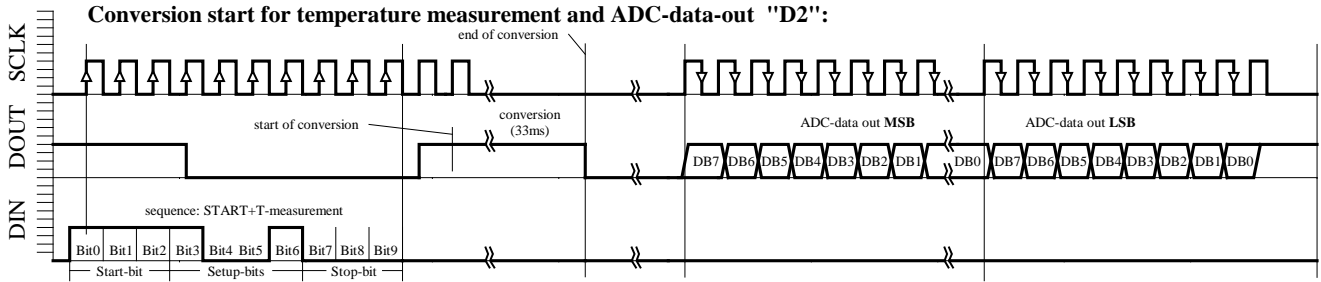 Conversion start for temperature measurement and ADC-data-out "D2":
end of conversion
SCLK
conversion
(33ms)
start of conversion
ADC-data out MSB
ADC-data out LSB
DOUT
DB7 DB6 DB5 DB4 DB3 DB2 DB1 DB0 DB7 DB6 DB5 DB4 DB3 DB2 DB1 DB0
sequence: START+T-measurement
DIN
Bit0 Bit1 Bit2 Bit3 Bit4 Bit5 Bit6 Bit7 Bit8 Bit9
Start-bit Setup-bits Stop-bit